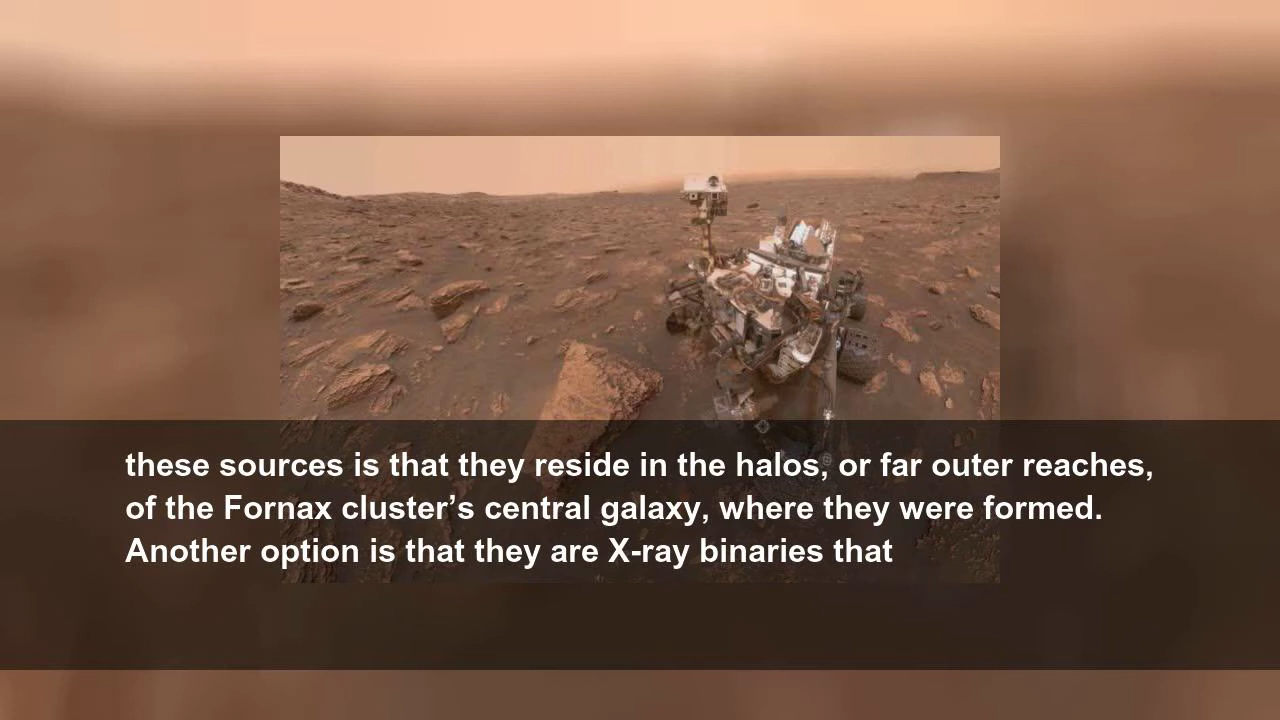 these sources is that they reside in the halos, or far outer reaches,
of the Fornax cluster’s central galaxy, where they were formed.
Another option is that they are X-ray binaries that